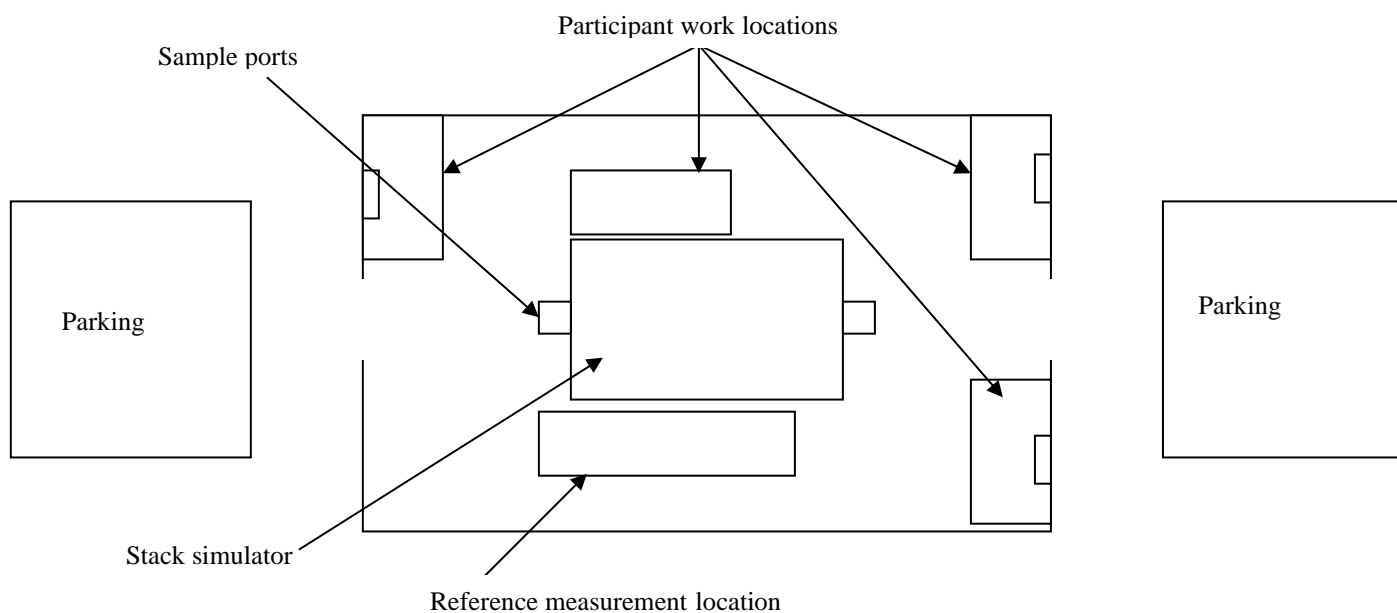 Participant work locations
Sample ports
Parking
Parking
Stack simulator
Reference measurement location